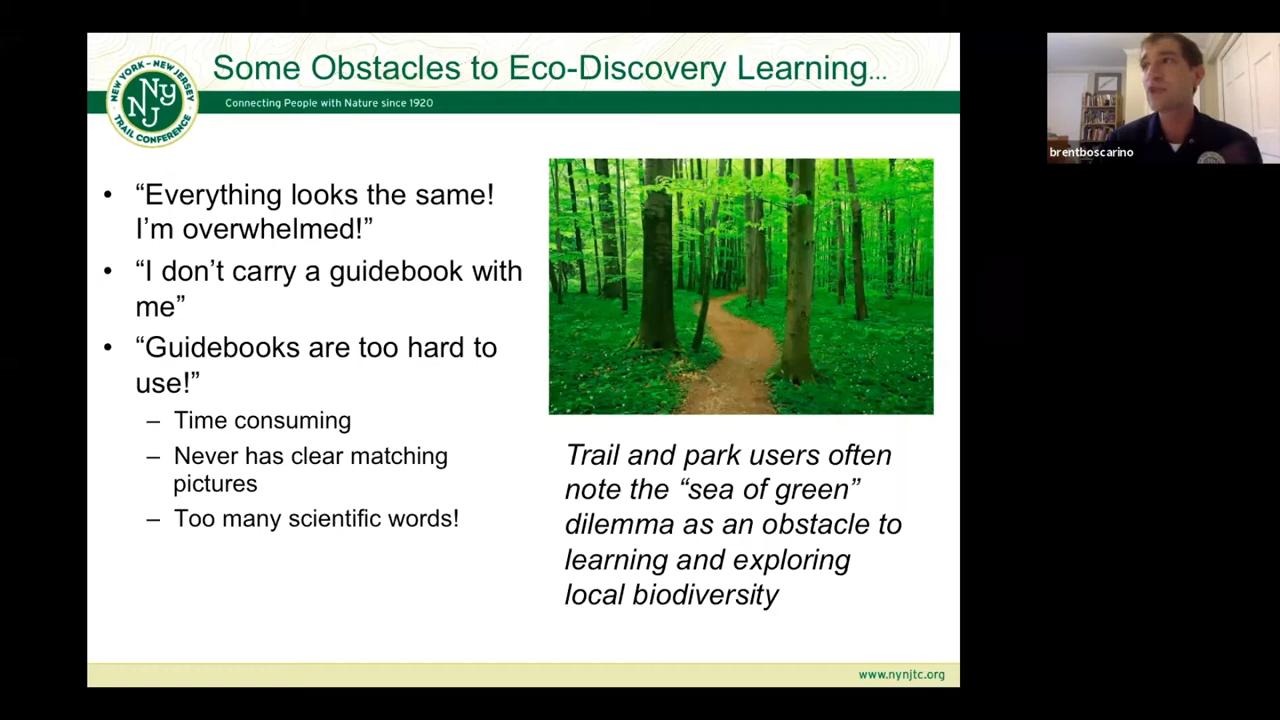 Some Obstacles to Eco-Discovery Learning...
NEW YORK - NEW JERSEY
NY
NJ
TRAIL CONFERENCE
Connecting People with Nature since 1920
• “Everything looks the same!
I’m overwhelmed!”
• “I don’t carry a guidebook with
me”
• “Guidebooks are too hard to
use!”
– Time consuming
– Never has clear matching
pictures
– Too many scientific words!
Trail and park users often
note the “sea of green”
dilemma as an obstacle to
learning and exploring
local biodiversity
www.nynjtc.org
brentboscarino